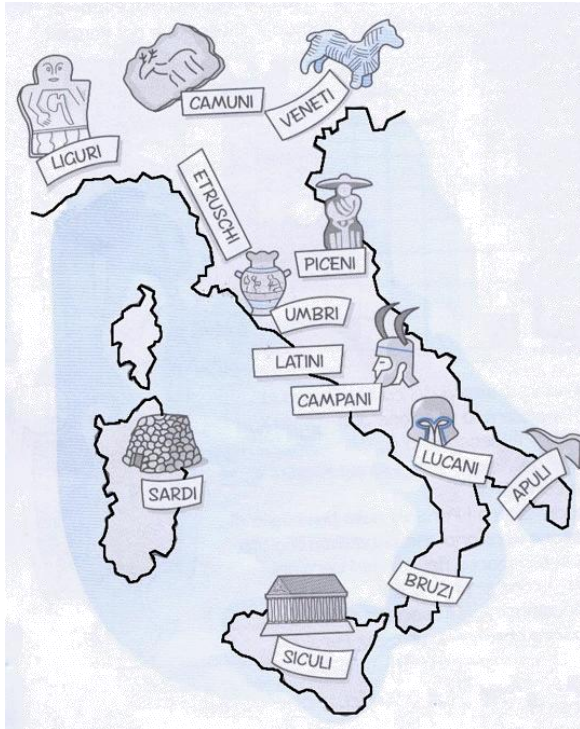 CAMUNI
VENETI
LIGURI
ETRUSCHI
PICENI
UMBRI
LATINI
CAMPANI
LUCANI
APULI
SARDI
BRUZI
SICULI